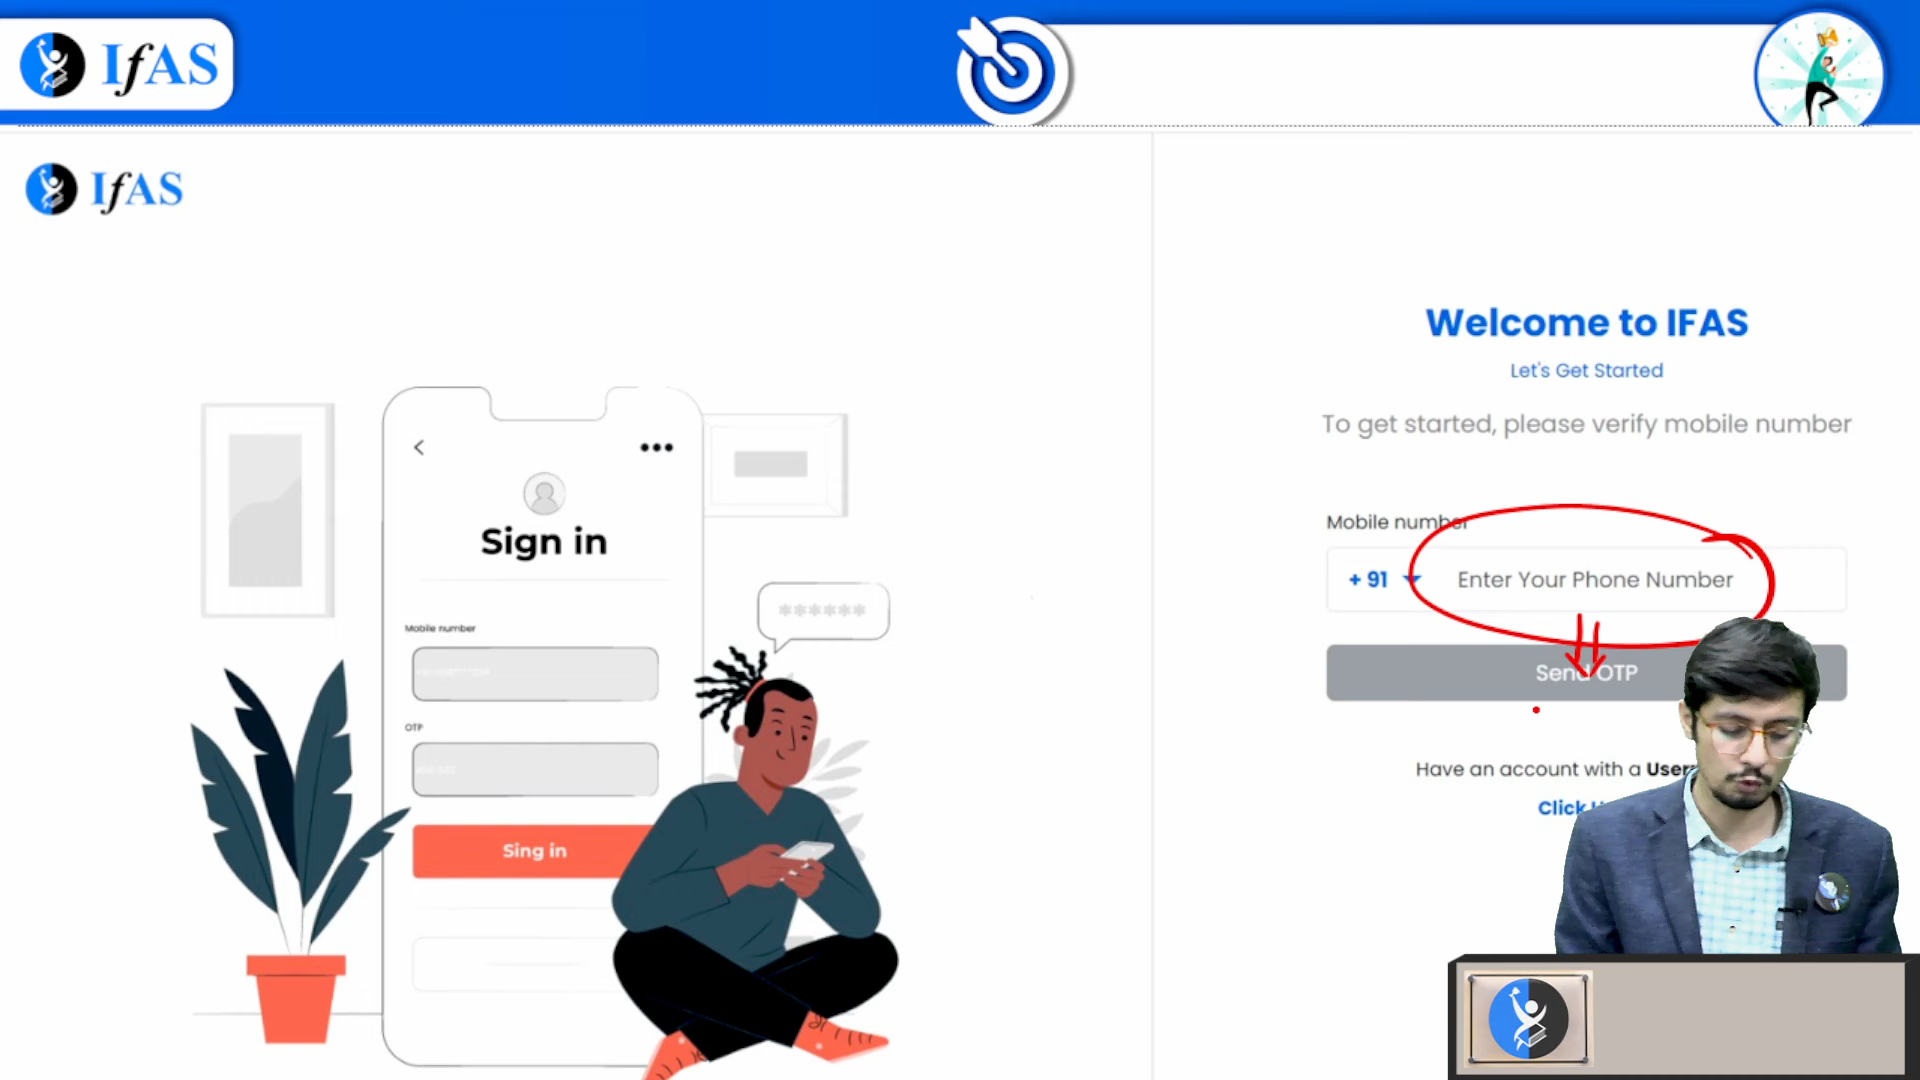 IfAS
IfAS
Welcome to IFAS
Let's Get Started
To get started, please verify mobile number
Mobile number
+ 91 Enter Your Phone Number
Send OTP
Have an account with a
Click
Sign in
Mobile number
******
OTP
Sing in